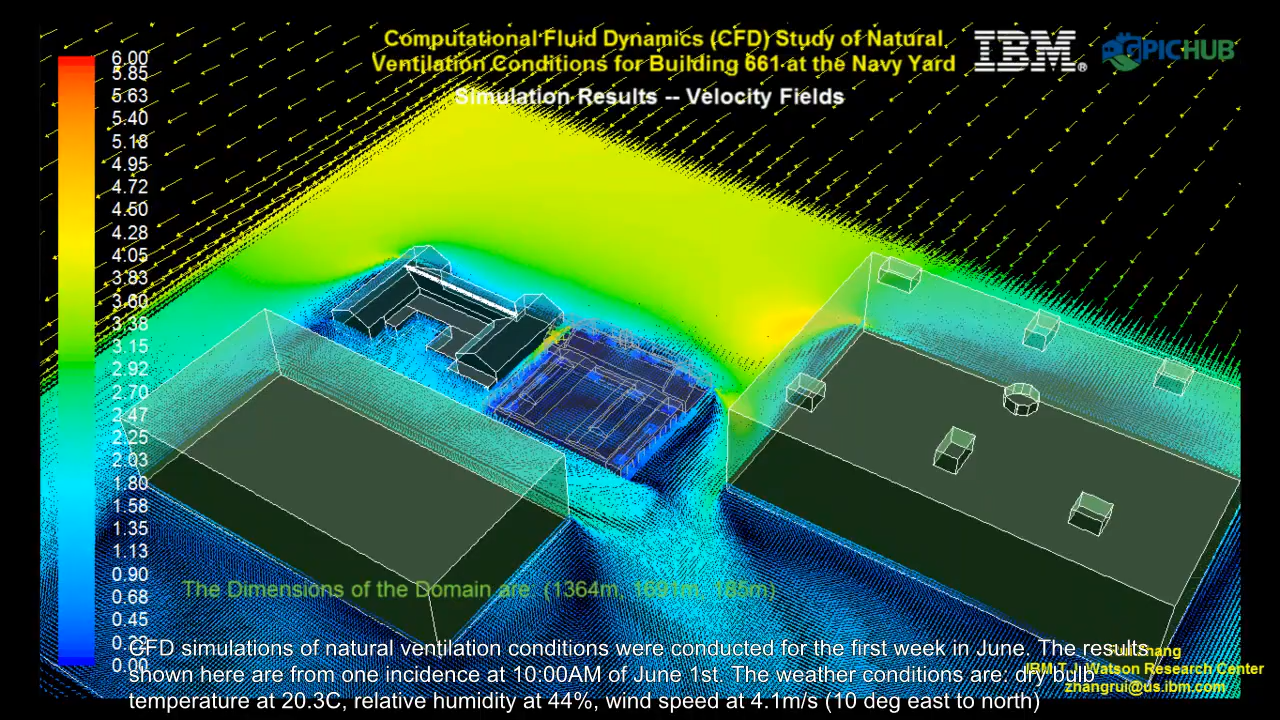 Computational Fluid Dynamics (CFD) Study of Natural
Ventilation Conditions for Building 661 at the Navy Yard
IBM®
GPICHUB
Simulation Results -- Velocity Fields
6.00
5.85
5.63
5.40
5.18
4.95
4.72
4.50
4.28
4.05
3.83
3.60
3.38
3.15
2.92
2.70
2.47
2.25
2.03
1.80
1.58
1.35
1.13
0.90
0.68
0.45
0.00
The Dimensions of the Domain are (1364m, 1691m, 185m)
CFD simulations of natural ventilation conditions were conducted for the first week in June. The results
shown here are from one incidence at 10:00AM of June 1st. The weather conditions are: dry bulb
temperature at 20.3C, relative humidity at 44%, wind speed at 4.1m/s (10 deg east to north)
Zhang
IBM T.J. Watson Research Center
zhangrui@us.ibm.com